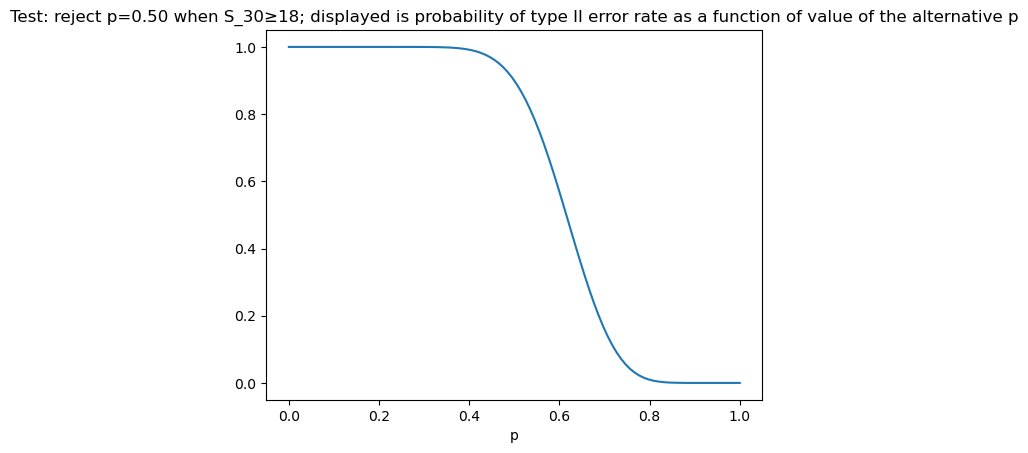 Test: reject p=0.50 when S_30≥18; displayed is probability of type II error rate as a function of value of the alternative p
1.0
0.8
0.6
0.4
0.2
0.0
0.0 0.2 0.4 0.6 0.8 1.0
p